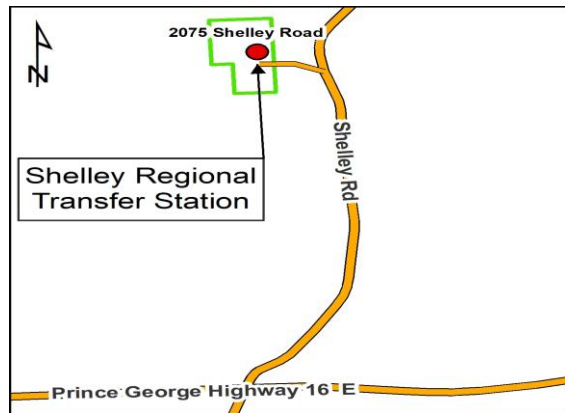 2075 Shelley Road
N
Shelley Regional
Transfer Station
Shelley Rd
Prince George Highway 16 E